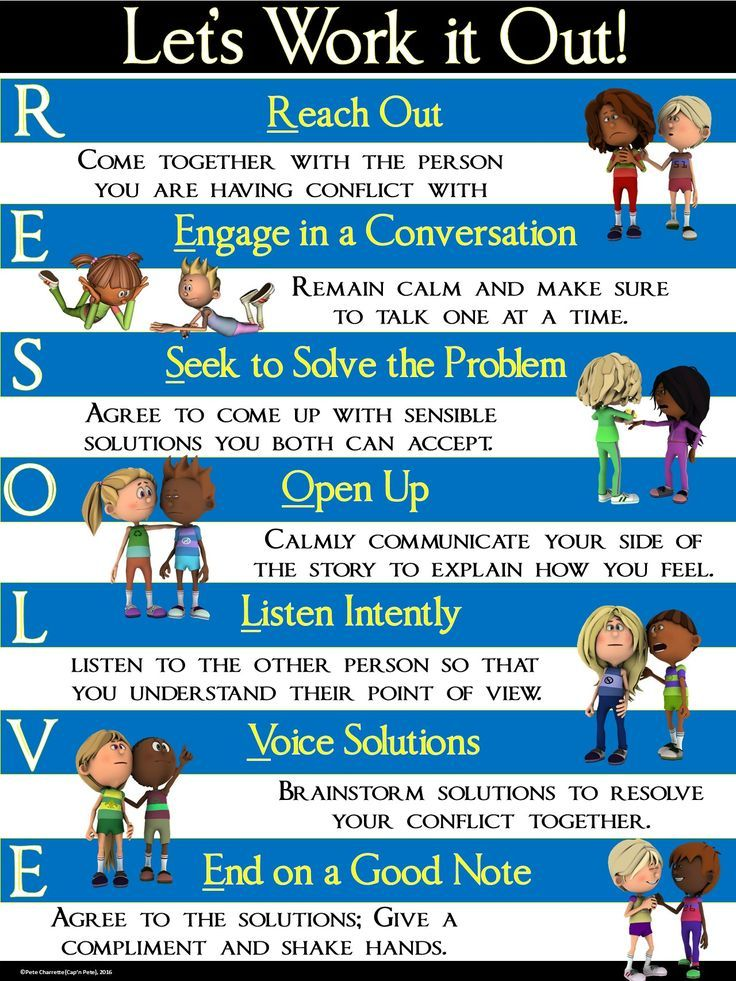 Let's Work it Out!
R
Reach Out
Come together with the person
you are having conflict with
E
Engage in a Conversation
Remain calm and make sure
to talk one at a time.
S
Seek to Solve the Problem
Agree to come up with sensible
solutions you both can accept.
O
Open Up
Calmly communicate your side of
the story to explain how you feel.
L
Listen Intently
listen to the other person so that
you understand their point of view.
V
Voice Solutions
Brainstorm solutions to resolve
your conflict together.
E
End on a Good Note
Agree to the solutions; Give a
compliment and shake hands.
©Pete Charrette (Cap'n Pete), 2016